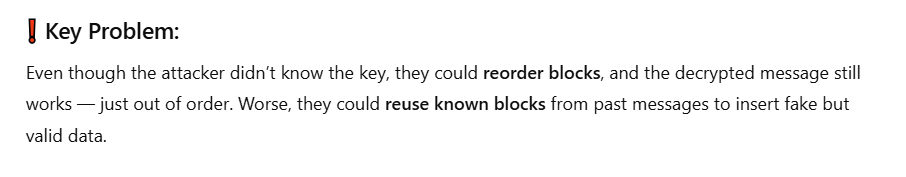 ❗ Key Problem:
Even though the attacker didn’t know the key, they could reorder blocks, and the decrypted message still
works — just out of order. Worse, they could reuse known blocks from past messages to insert fake but
valid data.